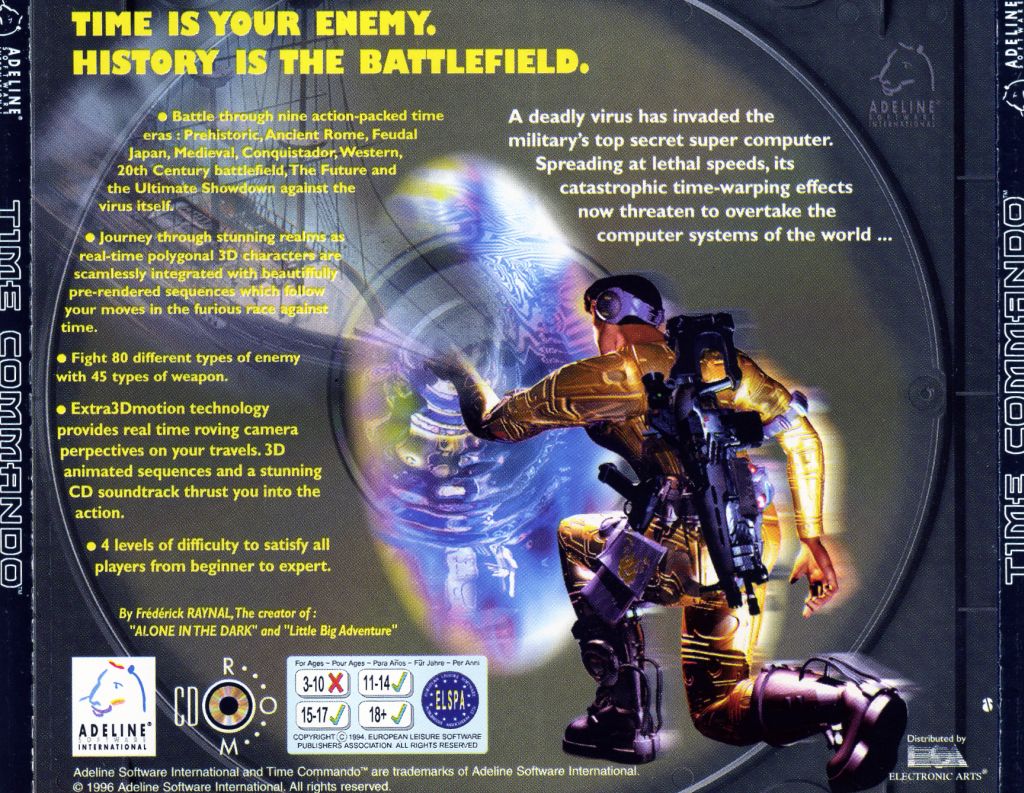 TIME IS YOUR ENEMY.
HISTORY IS THE BATTLEFIELD.
• Battle through nine action-packed time
eras : Prehistoric, Ancient Rome, Feudal
Japan, Medieval, Conquistador, Western,
20th Century battlefield, The Future and
the Ultimate Showdown against the
virus itself.
• Journey through stunning realms as
real-time polygonal 3D characters are
seamlessly integrated with beautifully
pre-rendered sequences which follow
your moves in the furious race against
time.
• Fight 80 different types of enemy
with 45 types of weapon.
• Extra3Dmotion technology
provides real time roving camera
perpectives on your travels. 3D
animated sequences and a stunning
CD soundtrack thrust you into the
action.
• 4 levels of difficulty to satisfy all
players from beginner to expert.
By Frédérick RAYNAL, The creator of :
"ALONE IN THE DARK" and "Little Big Adventure"
A deadly virus has invaded the
military's top secret super computer.
Spreading at lethal speeds, its
catastrophic time-warping effects
now threaten to overtake the
computer systems of the world ...
ADELINE®
SOFTWARE
INTERNATIONAL
ADELINE®
SOFTWARE
INTERNATIONAL
CD ROM
For Ages – Pour Ages – Para Años – Für Jahre – Per Anni
3-10 11-14
15-17 18+
ELSPA
COPYRIGHT © 1994. EUROPEAN LEISURE SOFTWARE
PUBLISHERS ASSOCIATION. ALL RIGHTS RESERVED
Distributed by
EA
ELECTRONIC ARTS®
Adeline Software International and Time Commando™ are trademarks of Adeline Software International.
© 1996 Adeline Software International. All rights reserved.
ADELINE®
TIME COMMANDO™
ADELINE
TIME COMMANDO™